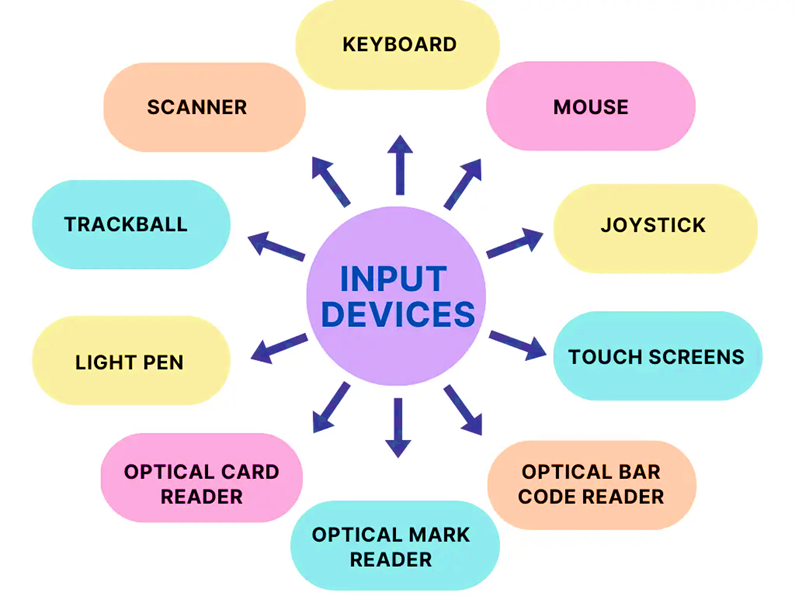 KEYBOARD
SCANNER
MOUSE
TRACKBALL
JOYSTICK
INPUT
DEVICES
LIGHT PEN
TOUCH SCREENS
OPTICAL CARD
READER
OPTICAL BAR
CODE READER
OPTICAL MARK
READER